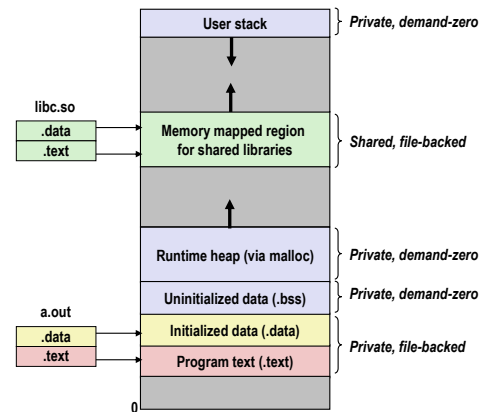 User stack
Private, demand-zero
libc.so
.data
.text
Memory mapped region
for shared libraries
Shared, file-backed
Runtime heap (via malloc)
Private, demand-zero
Uninitialized data (.bss)
Private, demand-zero
a.out
.data
.text
Initialized data (.data)
Program text (.text)
Private, file-backed
0